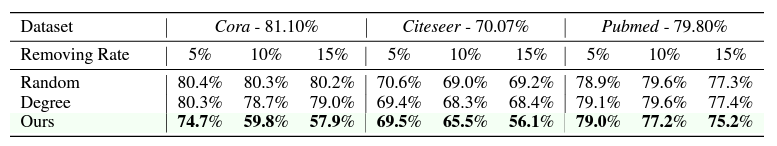 Dataset Cora - 81.10% Citeseer - 70.07% Pubmed - 79.80%
Removing Rate 5% 10% 15% 5% 10% 15% 5% 10% 15%
Random 80.4% 80.3% 80.2% 70.6% 69.0% 69.2% 78.9% 79.6% 77.3%
Degree 80.3% 78.7% 79.0% 69.4% 68.3% 68.4% 79.1% 79.6% 77.4%
Ours 74.7% 59.8% 57.9% 69.5% 65.5% 56.1% 79.0% 77.2% 75.2%